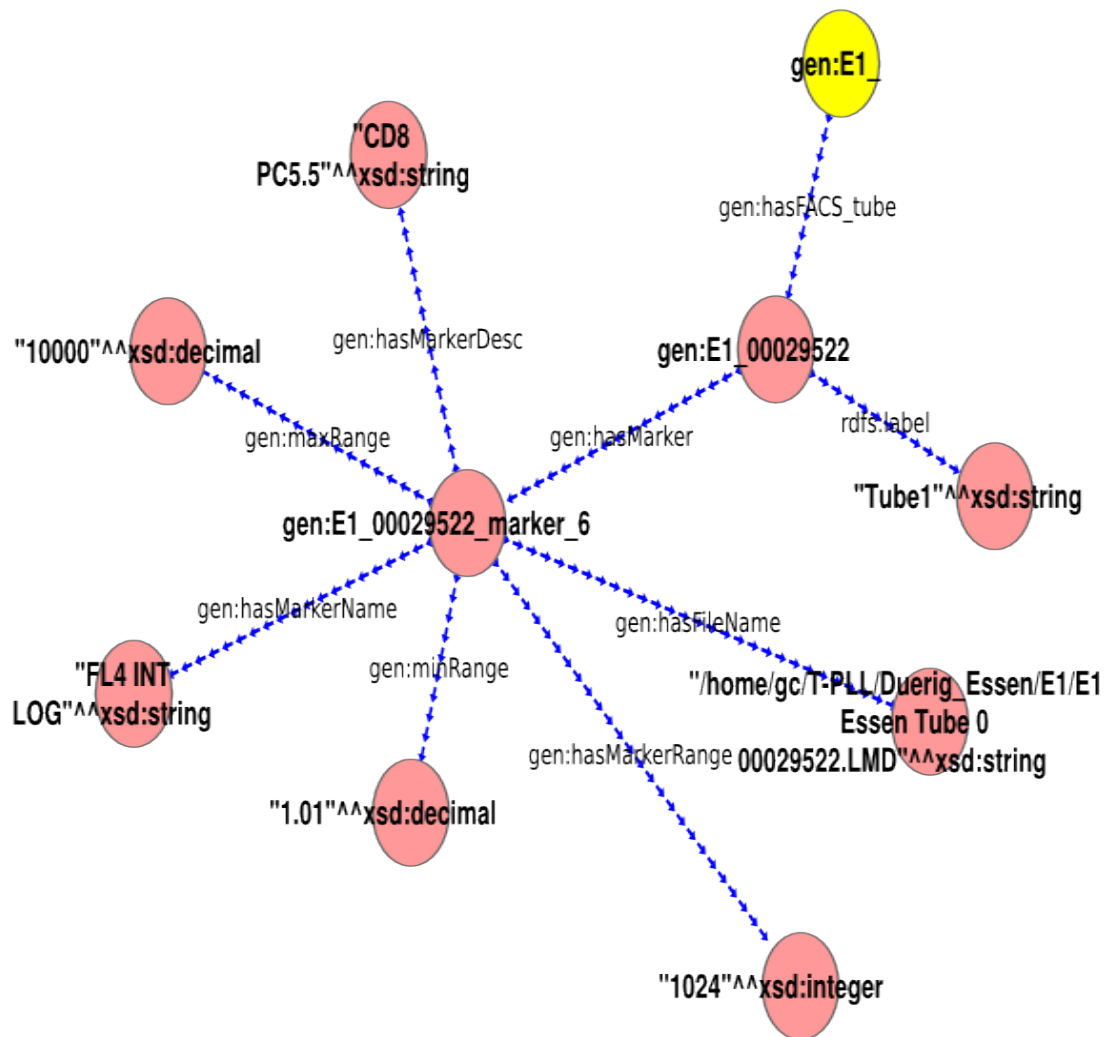 gen:E1_
"CD8
PC5.5"^^xsd:string
gen:hasFACS_tube
gen:hasMarkerDesc
"10000"^^xsd:decimal
gen:E1_00029522
gen:maxRange
gen:hasMarker
rdfs:label
"Tube1"^^xsd:string
gen:E1_00029522_marker_6
gen:hasMarkerName
gen:hasFileName
gen:minRange
"FL4 INT
LOG"^^xsd:string
"/home/gc/T-PLL/Duerig_Essen/E1/E1
Essen Tube 0
00029522.LMD"^^xsd:string
gen:hasMarkerRange
"1.01"^^xsd:decimal
"1024"^^xsd:integer